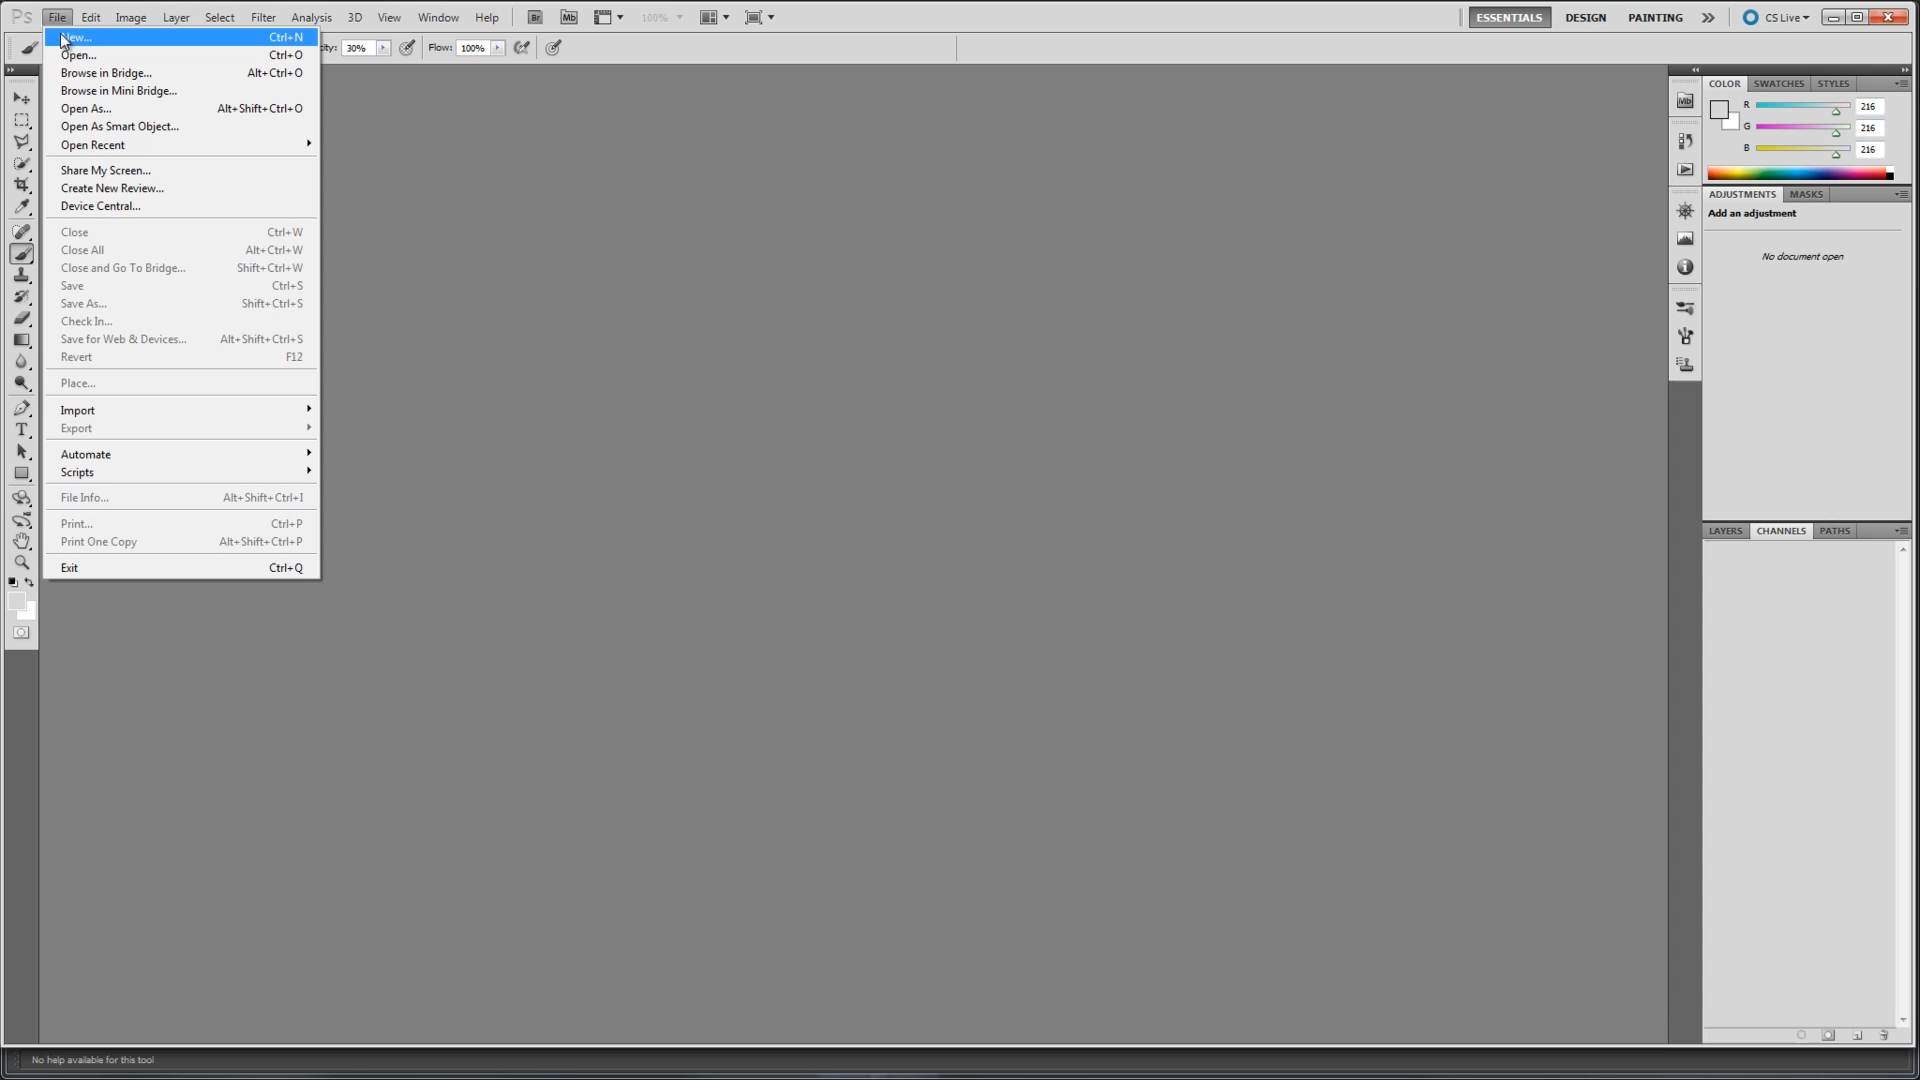 Ps File Edit Image Layer Select Filter Analysis 3D View Window Help Br Mb 100% ESSENTIALS DESIGN PAINTING CS Live
30% Flow: 100%
Ctrl+N
Open... Ctrl+O
Browse in Bridge... Alt+Ctrl+O
Browse in Mini Bridge...
Open As... Alt+Shift+Ctrl+O
Open As Smart Object...
Open Recent
Share My Screen...
Create New Review...
Device Central...
Close Ctrl+W
Close All Alt+Ctrl+W
Close and Go To Bridge... Shift+Ctrl+W
Save Ctrl+S
Save As... Shift+Ctrl+S
Check In...
Save for Web & Devices... Alt+Shift+Ctrl+S
Revert F12
Place...
Import
Export
Automate
Scripts
File Info... Alt+Shift+Ctrl+I
Print... Ctrl+P
Print One Copy Alt+Shift+Ctrl+P
Exit Ctrl+Q
T
Mb
COLOR SWATCHES STYLES
R 216
G 216
B 216
ADJUSTMENTS MASKS
Add an adjustment
No document open
LAYERS CHANNELS PATHS
No help available for this tool